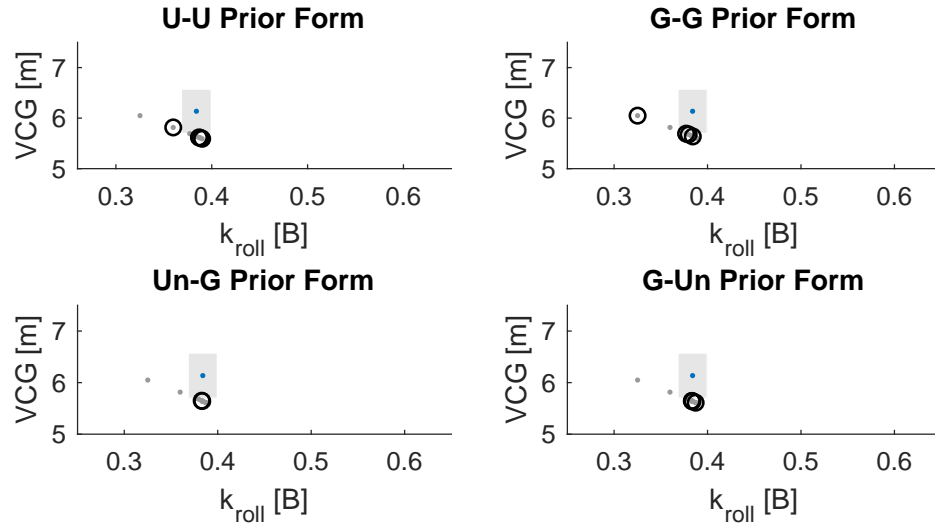 U-U Prior Form
G-G Prior Form
VCG [m]
7
6
5
0.3 0.4 0.5 0.6
k_roll [B]
VCG [m]
7
6
5
0.3 0.4 0.5 0.6
k_roll [B]
Un-G Prior Form
G-Un Prior Form
VCG [m]
7
6
5
0.3 0.4 0.5 0.6
k_roll [B]
VCG [m]
7
6
5
0.3 0.4 0.5 0.6
k_roll [B]